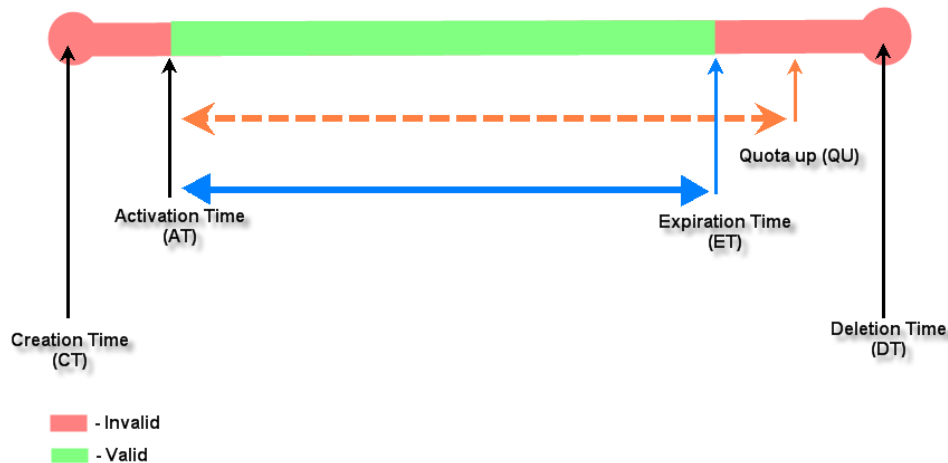 Quota up (QU)
Activation Time
(AT)
Expiration Time
(ET)
Creation Time
(CT)
Deletion Time
(DT)
- Invalid
- Valid